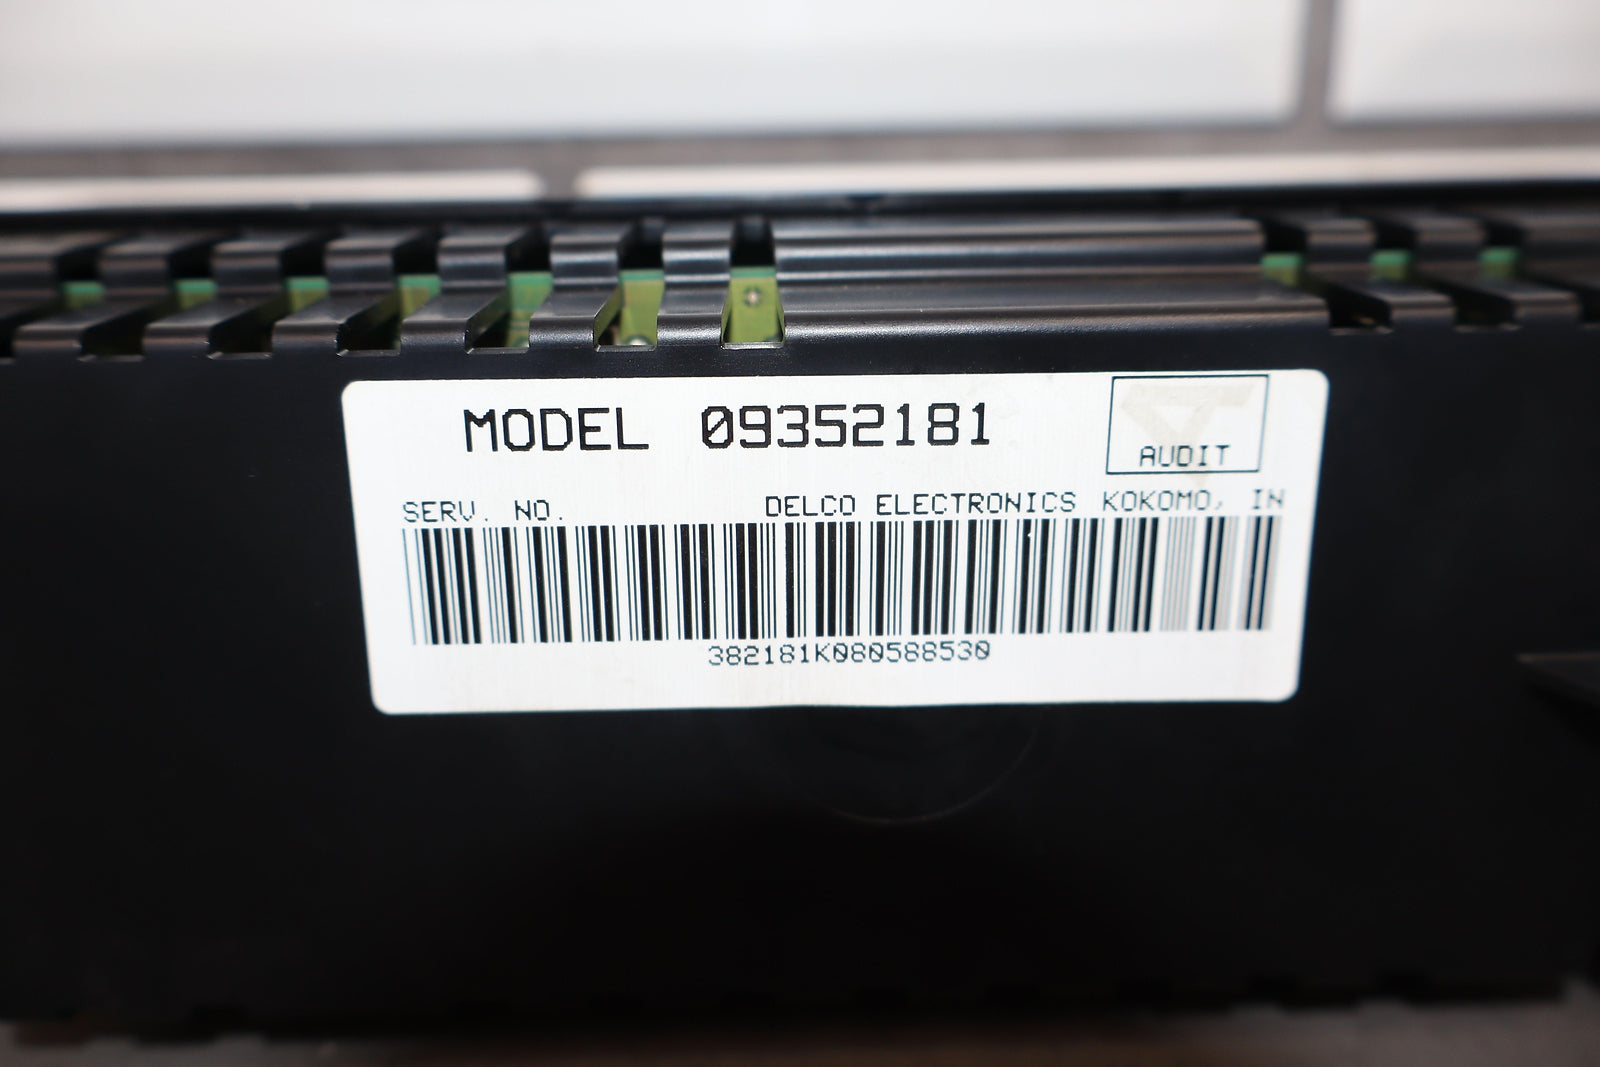 MODEL 09352181
AUDIT
SERV. NO. DELCO ELECTRONICS KOKOMO, IN
382181K080588530